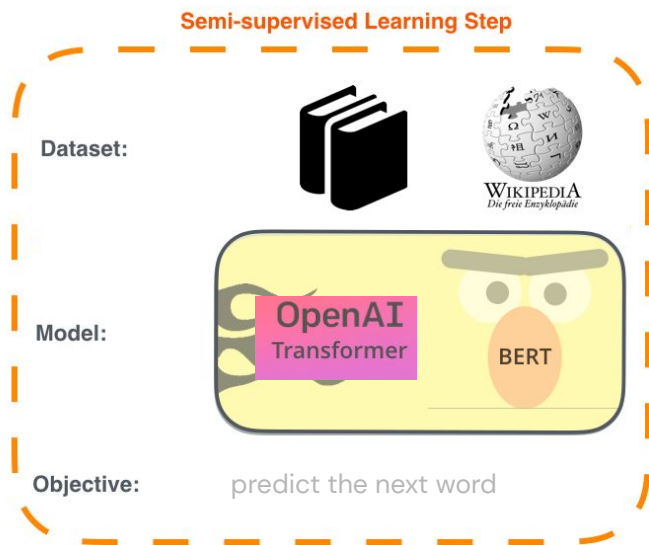 Semi-supervised Learning Step
Dataset:
WIKIPEDIA
Die freie Enzyklopädie
Model:
OpenAI
Transformer
BERT
Objective:
predict the next word